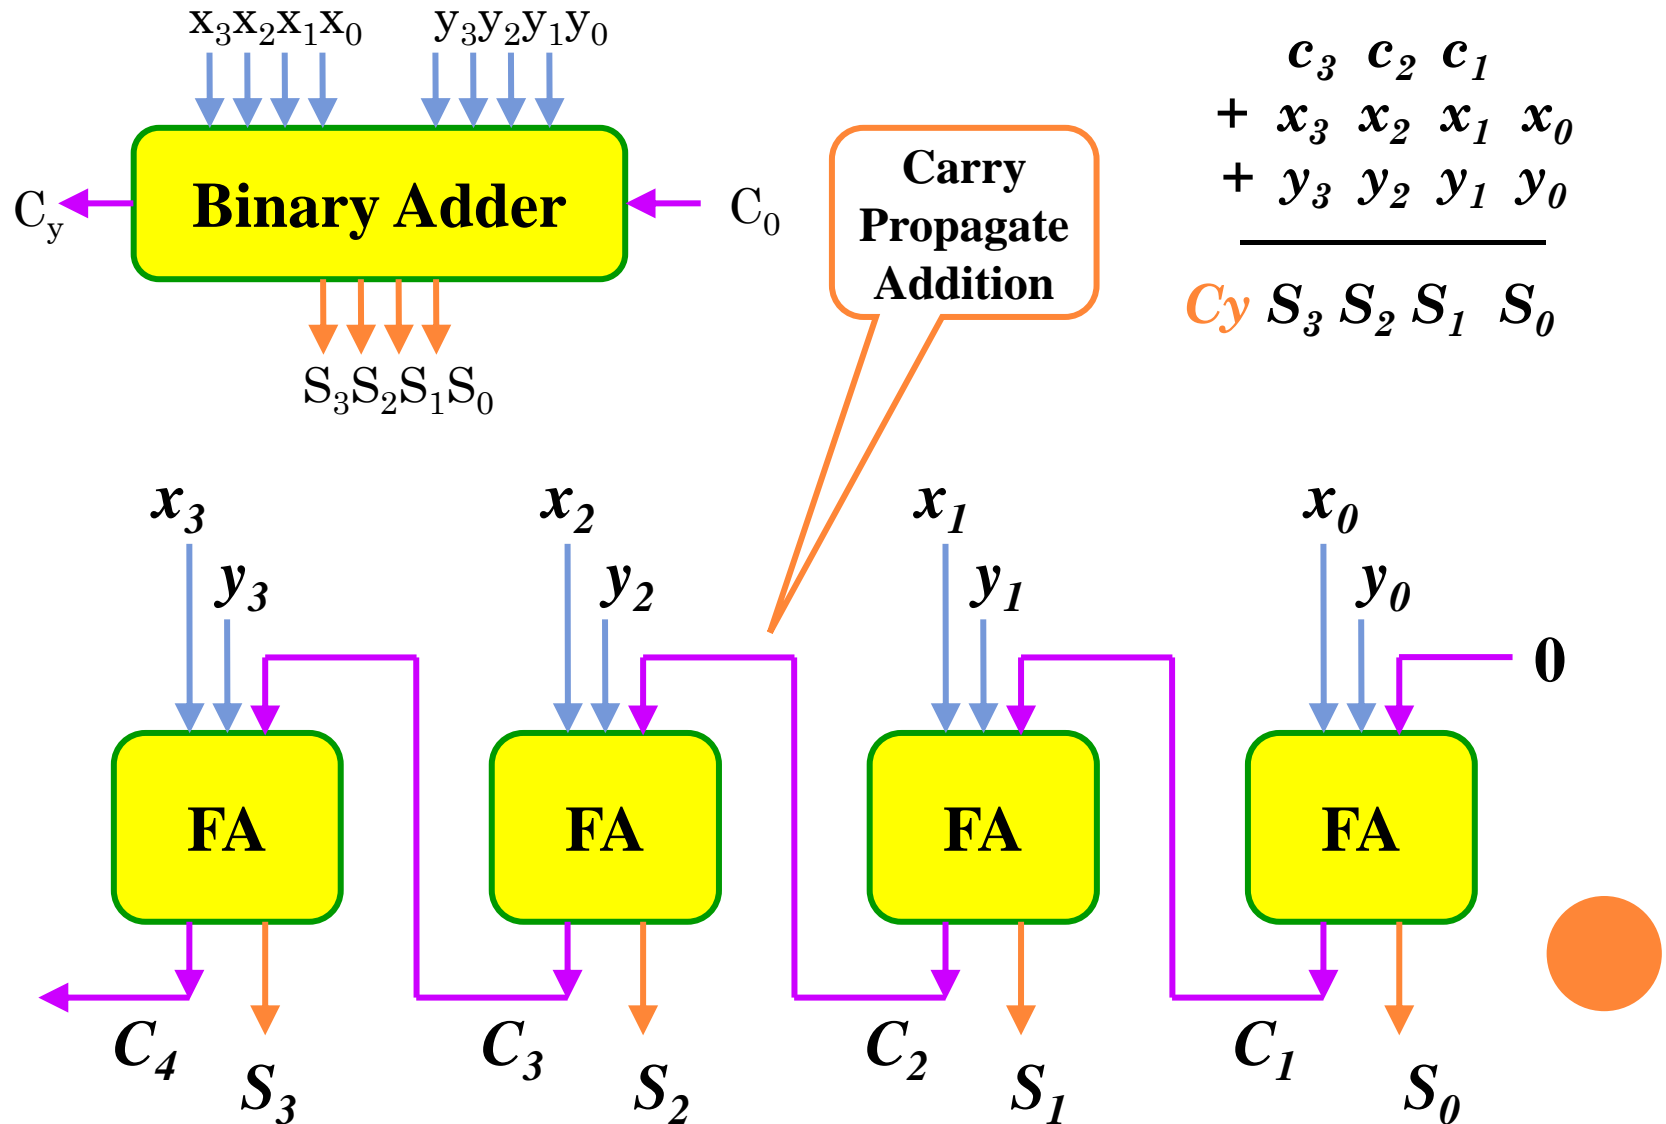 x₃x₂x₁x₀ y₃y₂y₁y₀
Binary Adder
C_y
C₀
S₃S₂S₁S₀
Carry
Propagate
Addition
c₃ c₂ c₁
+ x₃ x₂ x₁ x₀
+ y₃ y₂ y₁ y₀
Cy S₃ S₂ S₁ S₀
x₃ x₂ x₁ x₀
y₃ y₂ y₁ y₀
0
FA FA FA FA
C₄ C₃ C₂ C₁
S₃ S₂ S₁ S₀